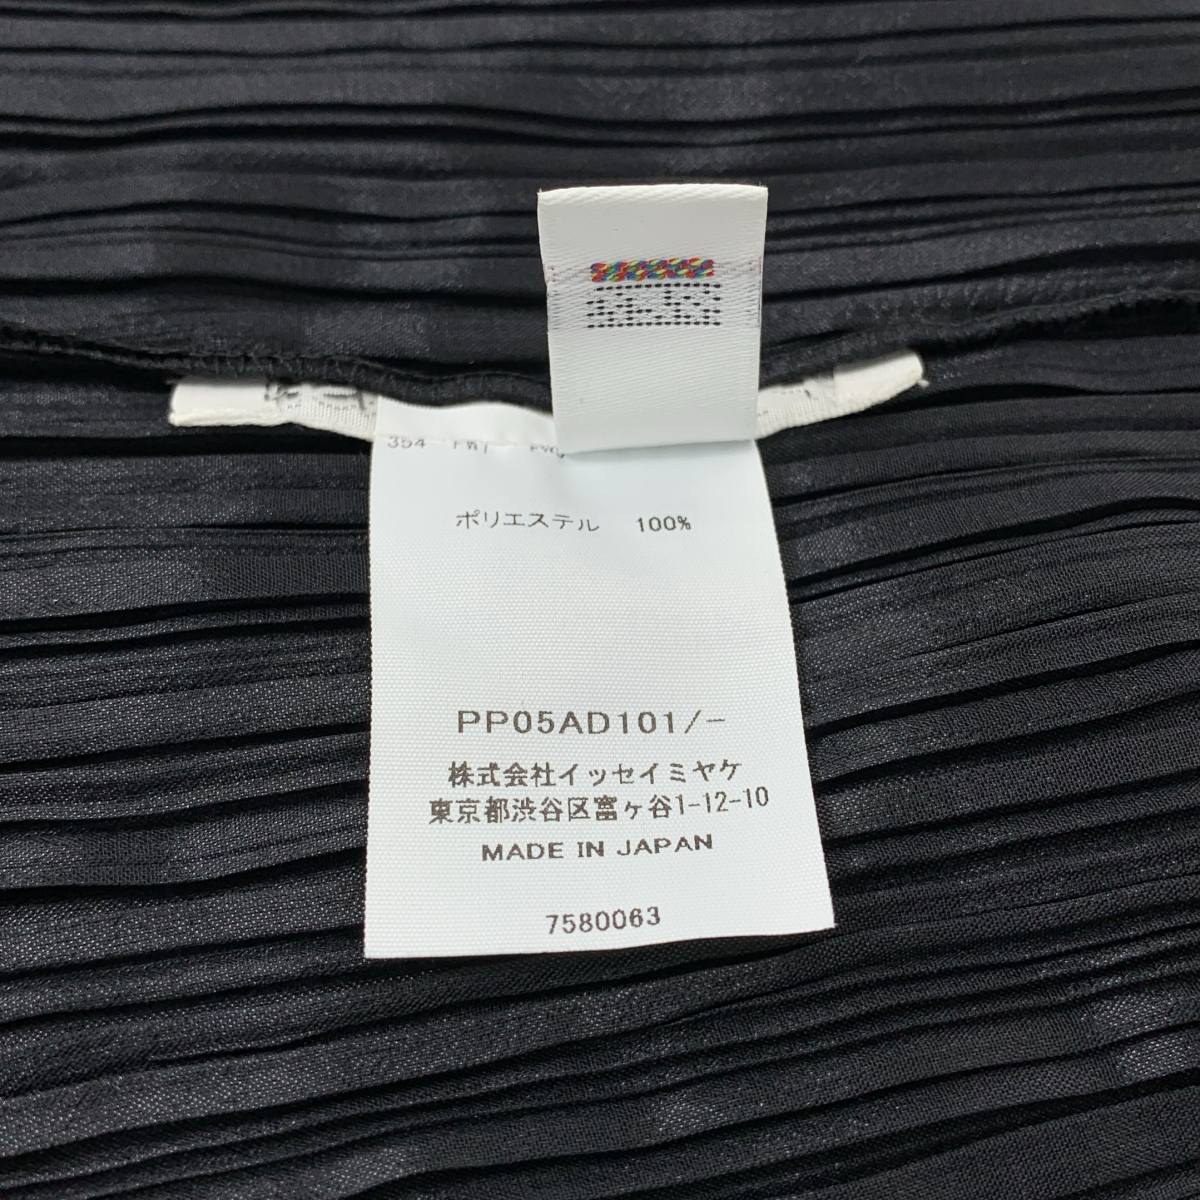 354
ポリエステル 100%
PP05AD101/-
株式会社イッセイミヤケ
東京都渋谷区富ヶ谷1-12-10
MADE IN JAPAN
7580063